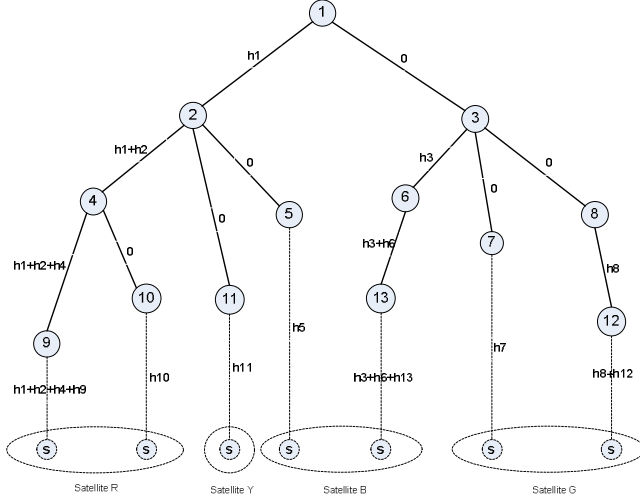 1
h1
0
2
3
h1+h2
0
h3
0
0
0
4
6
5
8
7
h3+h6
h1+h2+h4
0
h8
10
11
13
12
9
h5
h7
h11
h10
h3+h6+h13
h8+h12
h1+h2+h4+h9
s
s
s
s
s
s
s
Satellite R
Satellite Y
Satellite B
Satellite G